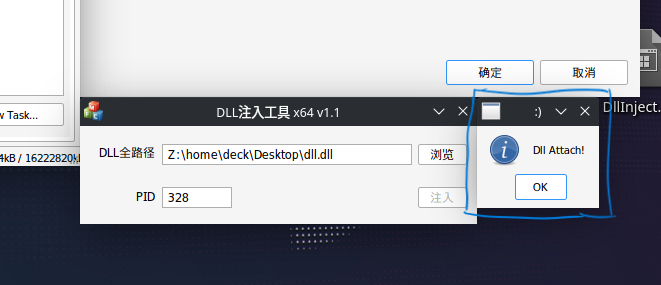 确定
取消
w Task...
4kB / 16222820k
DllInject.
DLL注入工具 x64 v1.1
DLL全路径
Z:\home\deck\Desktop\dll.dll
浏览
PID
328
注入
:)
Dll Attach!
OK